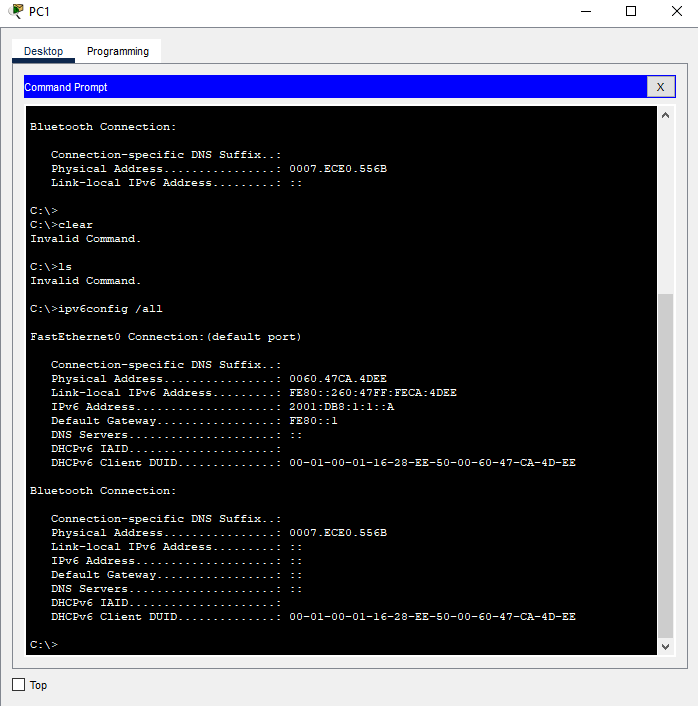 PC1
Desktop Programming
Command Prompt X
Bluetooth Connection:
Connection-specific DNS Suffix..:
Physical Address................: 0007.ECE0.556B
Link-local IPv6 Address.........: ::
C:\>
C:\>clear
Invalid Command.
C:\>ls
Invalid Command.
C:\>ipv6config /all
FastEthernet0 Connection:(default port)
Connection-specific DNS Suffix..:
Physical Address................: 0060.47CA.4DEE
Link-local IPv6 Address.........: FE80::260:47FF:FECA:4DEE
IPv6 Address....................: 2001:DB8:1:1::A
Default Gateway.................: FE80::1
DNS Servers.....................: ::
DHCPv6 IAID.....................:
DHCPv6 Client DUID..............: 00-01-00-01-16-28-EE-50-00-60-47-CA-4D-EE
Bluetooth Connection:
Connection-specific DNS Suffix..:
Physical Address................: 0007.ECE0.556B
Link-local IPv6 Address.........: ::
IPv6 Address....................: ::
Default Gateway.................: ::
DNS Servers.....................: ::
DHCPv6 IAID.....................:
DHCPv6 Client DUID..............: 00-01-00-01-16-28-EE-50-00-60-47-CA-4D-EE
C:\>
Top